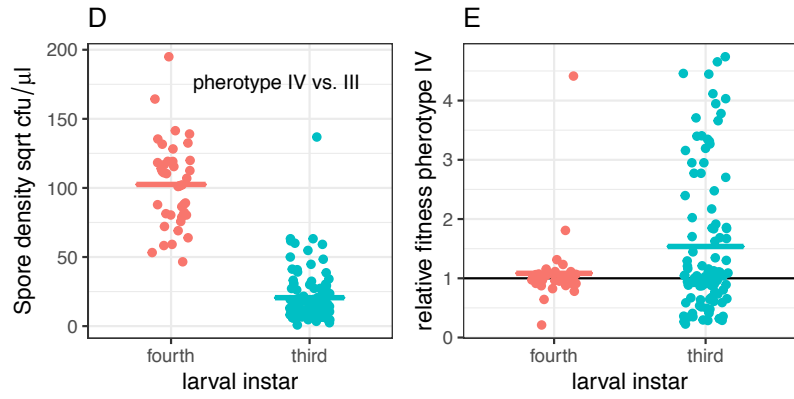 D
Spore density sqrt cfu/µl
200
150
100
50
0
pherotype IV vs. III
fourth
third
larval instar
E
relative fitness pherotype IV
4
3
2
1
0
fourth
third
larval instar